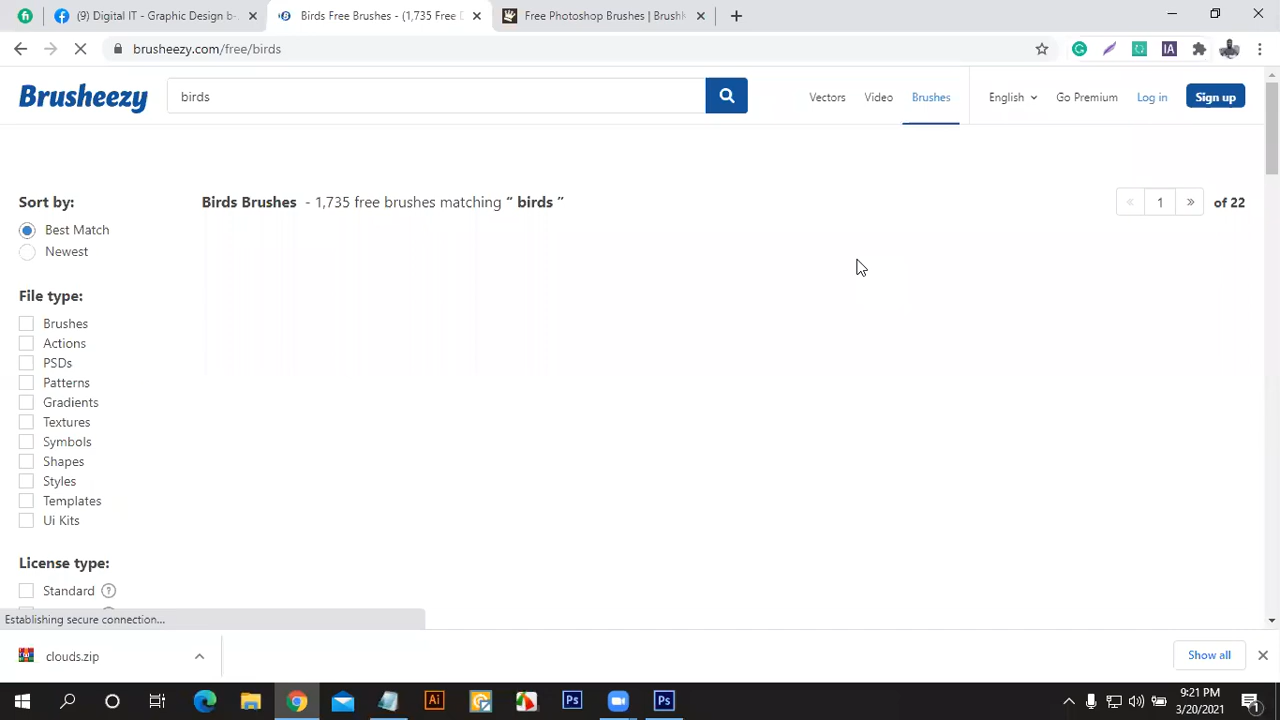 (9) Digital IT - Graphic Design b-
Birds Free Brushes - (1,735 Free D
Free Photoshop Brushes | Brushk
brusheezy.com/free/birds
Brusheezy
birds
Vectors
Video
Brushes
English
Go Premium
Log in
Sign up
Sort by:
Birds Brushes - 1,735 free brushes matching “ birds ”
« 1 » of 22
Best Match
Newest
File type:
Brushes
Actions
PSDs
Patterns
Gradients
Textures
Symbols
Shapes
Styles
Templates
Ui Kits
License type:
Standard ?
Establishing secure connection...
clouds.zip
Show all
9:21 PM
3/20/2021